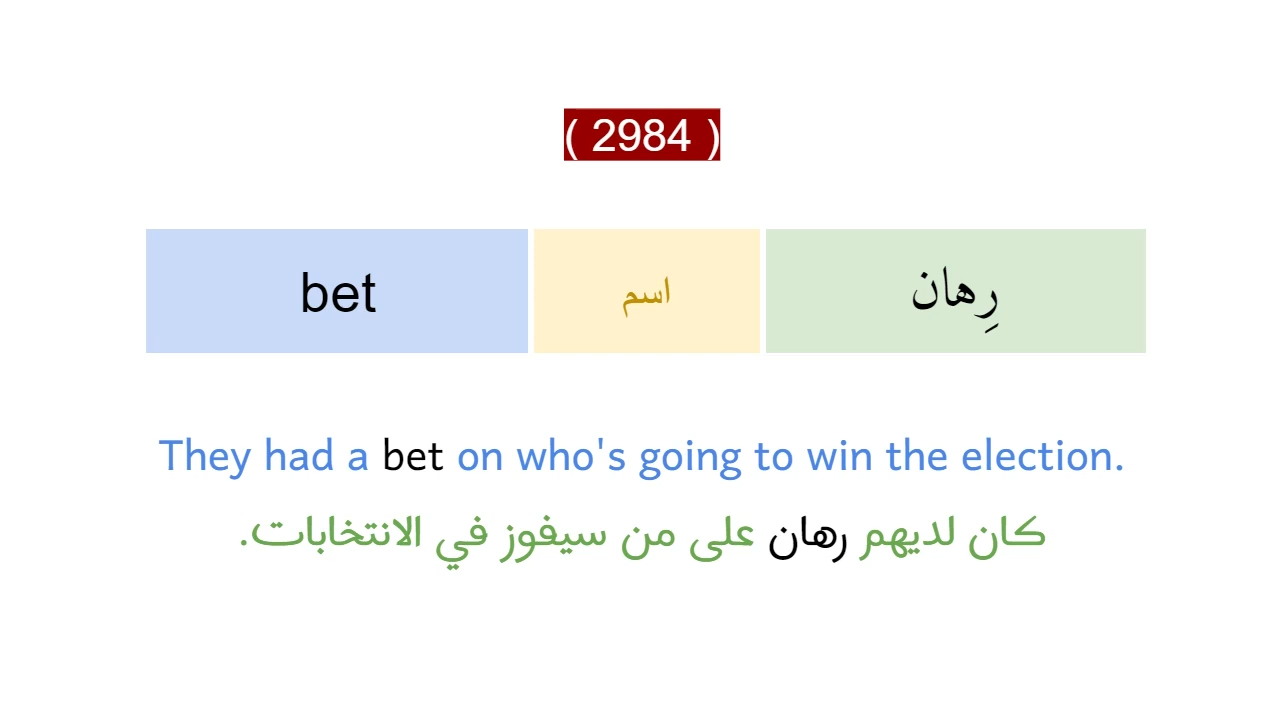 ( 2984 )
bet
اسم
رِهان
They had a bet on who's going to win the election.
كان لديهم رهان على من سيفوز في الانتخابات.